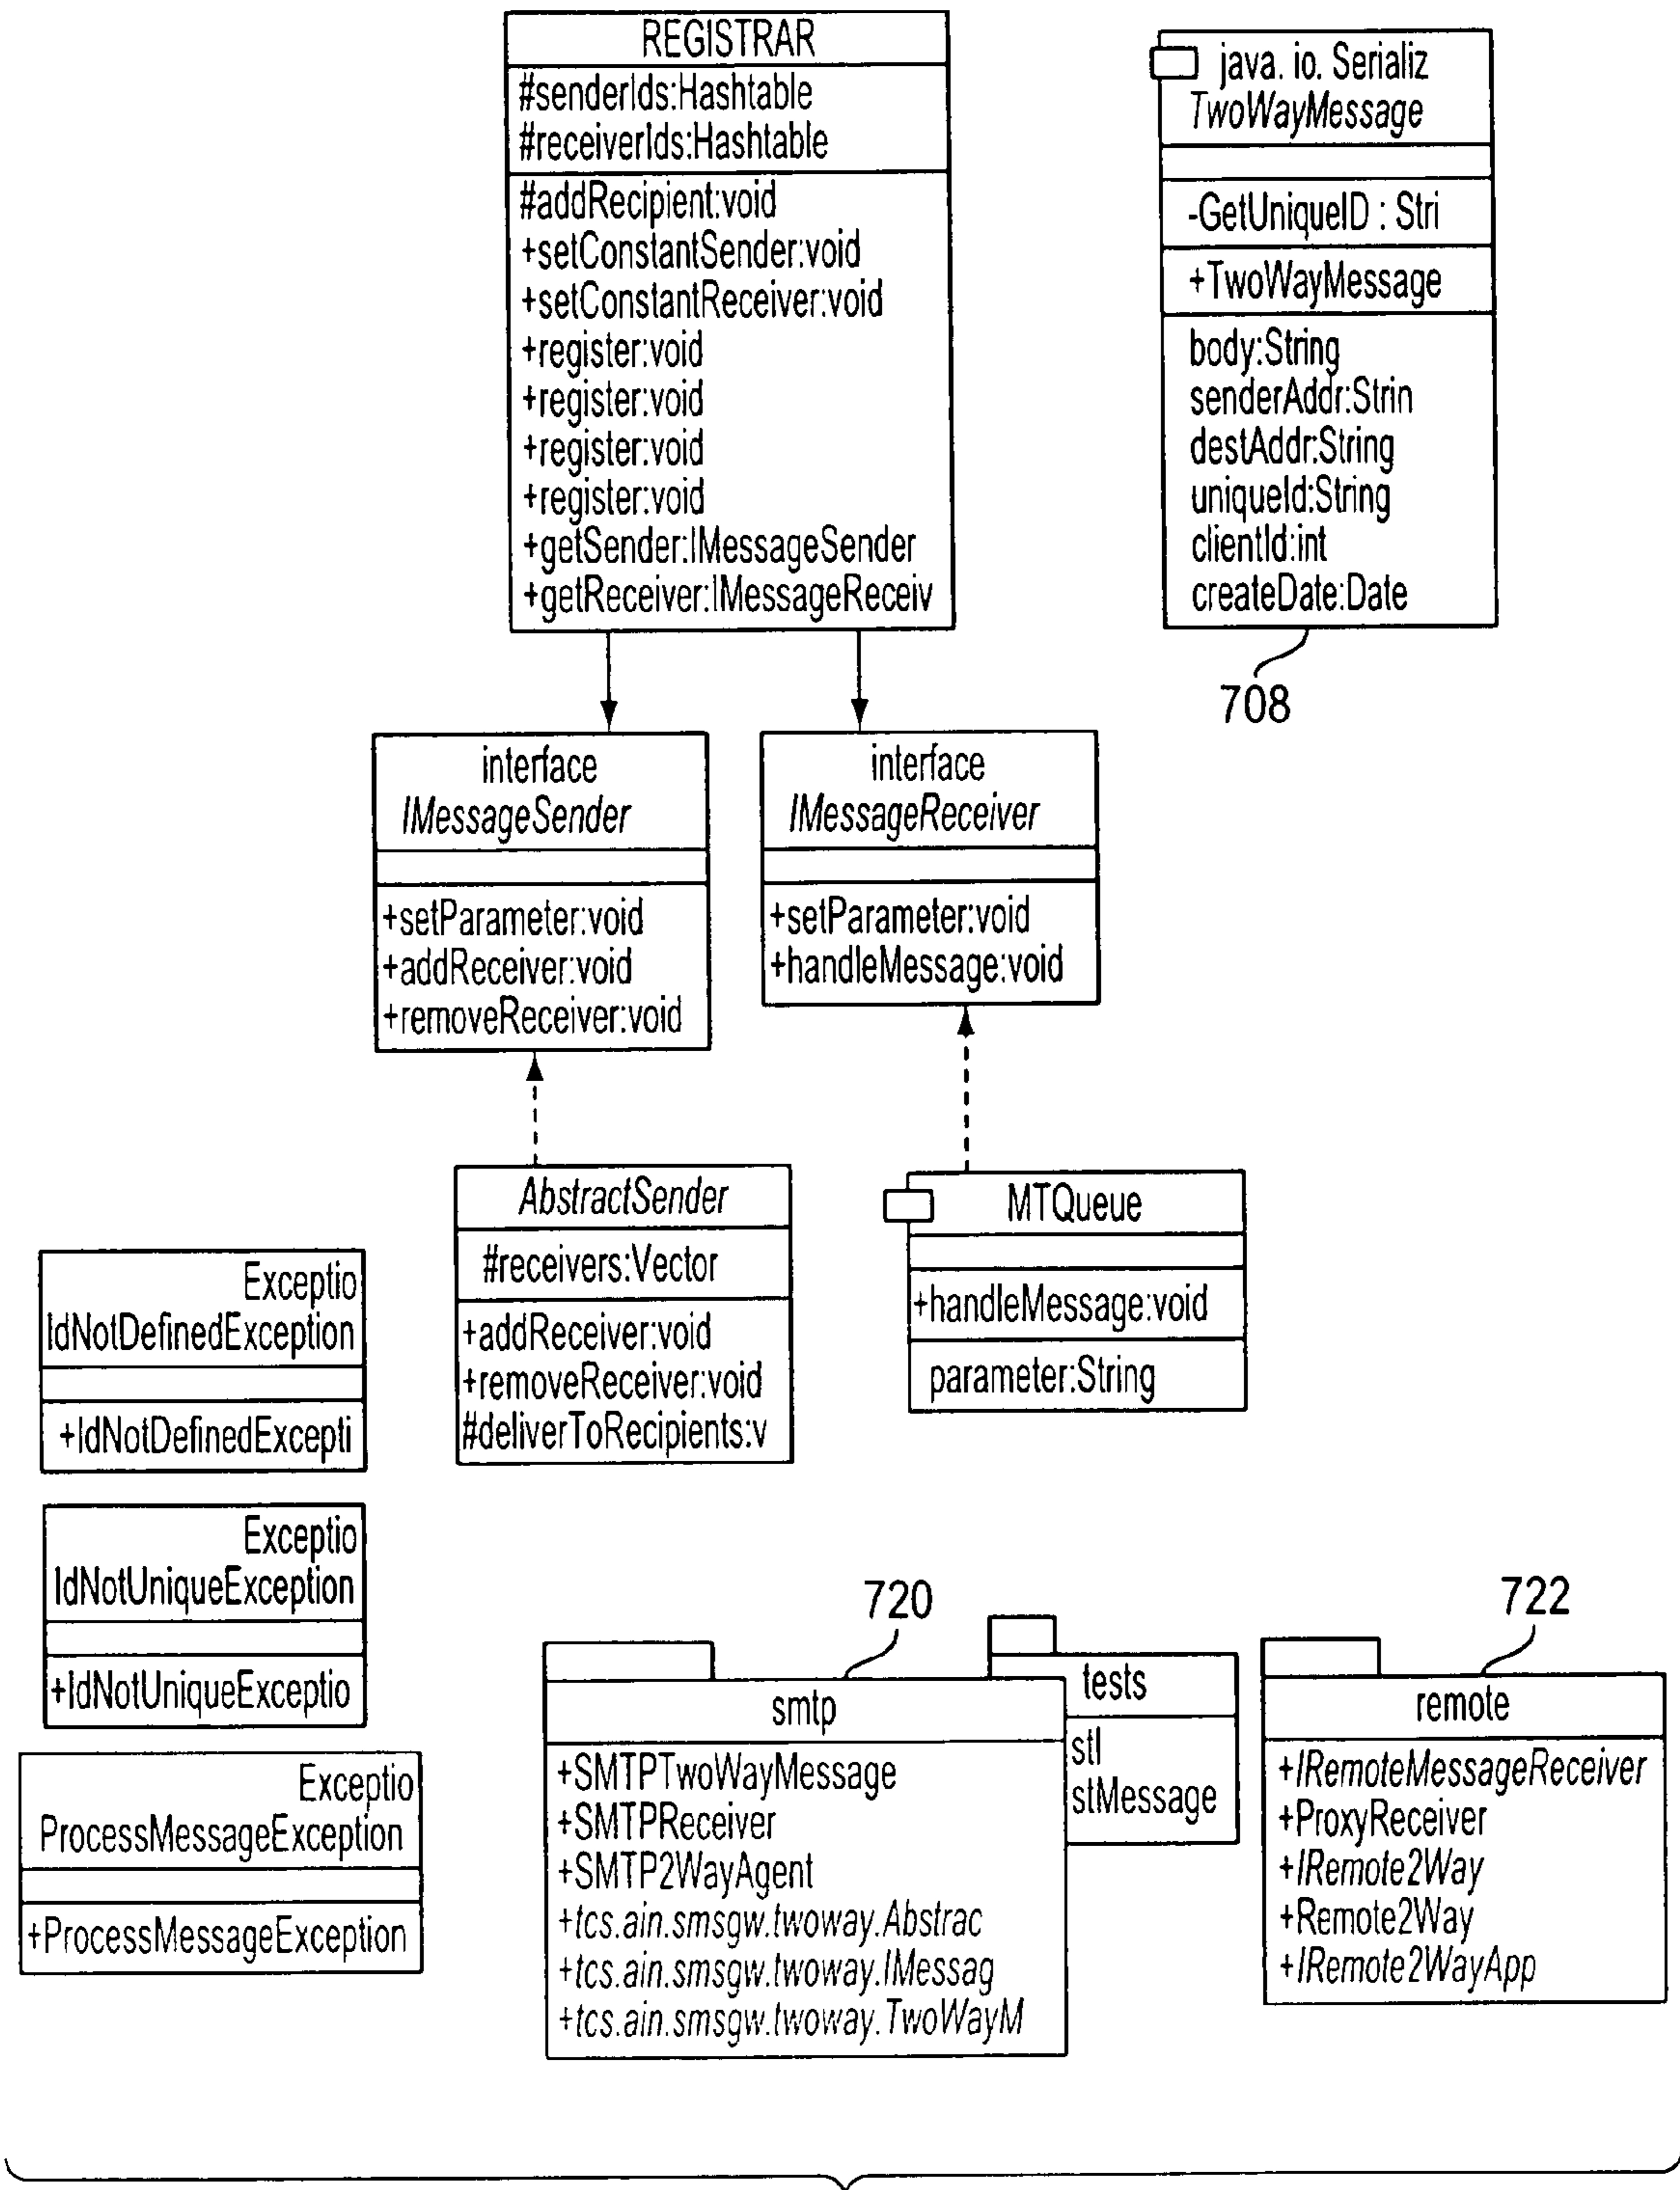 REGISTRAR
#senderIds:Hashtable
#receiverIds:Hashtable
#addRecipient:void
+setConstantSender:void
+setConstantReceiver:void
+register:void
+register:void
+register:void
+register:void
+getSender:IMessageSender
+getReceiver:IMessageReceiv
java. io. Serializ
TwoWayMessage
-GetUniqueID : Stri
+TwoWayMessage
body:String
senderAddr:Strin
destAddr:String
uniqueId:String
clientId:int
createDate:Date
708
interface
IMessageSender
+setParameter:void
+addReceiver:void
+removeReceiver:void
interface
IMessageReceiver
+setParameter:void
+handleMessage:void
AbstractSender
#receivers:Vector
+addReceiver:void
+removeReceiver:void
#deliverToRecipients:v
MTQueue
+handleMessage:void
parameter:String
Exceptio
IdNotDefinedException
+IdNotDefinedExcepti
Exceptio
IdNotUniqueException
+IdNotUniqueExceptio
Exceptio
ProcessMessageException
+ProcessMessageException
720
smtp
+SMTPTwoWayMessage
+SMTPReceiver
+SMTP2WayAgent
+tcs.ain.smsgw.twoway.Abstrac
+tcs.ain.smsgw.twoway.IMessag
+tcs.ain.smsgw.twoway.TwoWayM
tests
stI
stMessage
722
remote
+IRemoteMessageReceiver
+ProxyReceiver
+IRemote2Way
+Remote2Way
+IRemote2WayApp